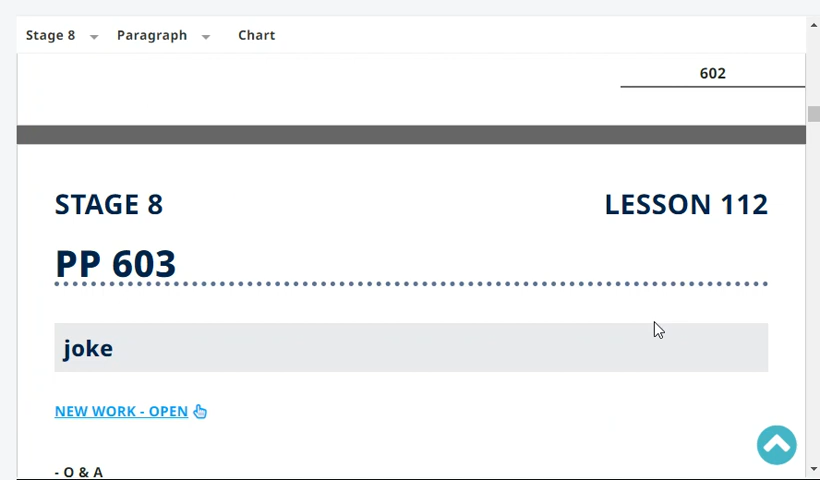 Stage 8 Paragraph Chart
602
STAGE 8 LESSON 112
PP 603
joke
NEW WORK - OPEN
- Q & A